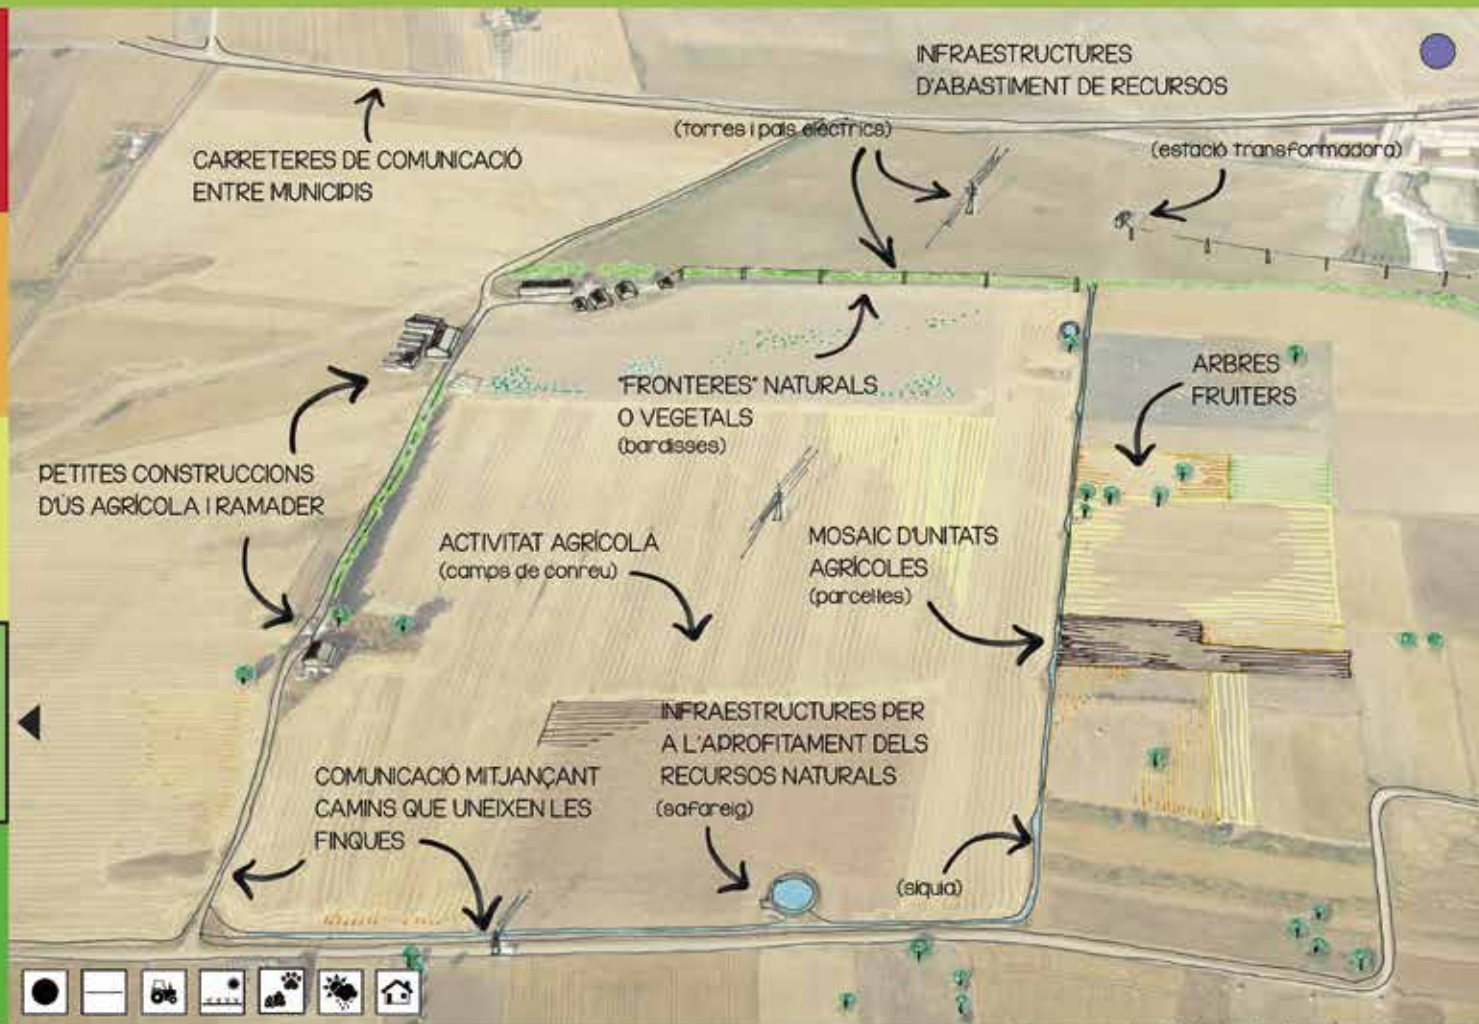 INFRAESTRUCTURES
D'ABASTIMENT DE RECURSOS
(torres i pals elèctrics)
(estació transformadora)
CARRETERES DE COMUNICACIÓ
ENTRE MUNICIPIS
ARBRES
FRUITERS
"FRONTERES" NATURALS
O VEGETALS
(bardisses)
PETITES CONSTRUCCIONS
D'ÚS AGRÍCOLA I RAMADER
ACTIVITAT AGRÍCOLA
(camps de conreu)
MOSAIC D'UNITATS
AGRÍCOLES
(parcel·les)
INFRAESTRUCTURES PER
A L'APROFITAMENT DELS
RECURSOS NATURALS
(safareig)
COMUNICACIÓ MITJANÇANT
CAMINS QUE UNEIXEN LES
FINQUES
(síquia)